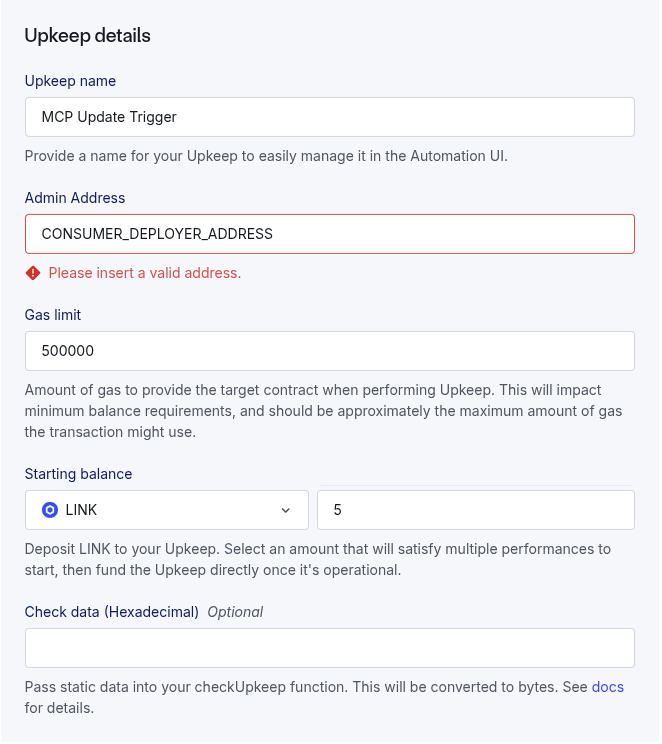 Upkeep details
Upkeep name
MCP Update Trigger
Provide a name for your Upkeep to easily manage it in the Automation UI.
Admin Address
CONSUMER_DEPLOYER_ADDRESS
Please insert a valid address.
Gas limit
500000
Amount of gas to provide the target contract when performing Upkeep. This will impact
minimum balance requirements, and should be approximately the maximum amount of gas
the transaction might use.
Starting balance
LINK 5
Deposit LINK to your Upkeep. Select an amount that will satisfy multiple performances to
start, then fund the Upkeep directly once it's operational.
Check data (Hexadecimal) Optional
Pass static data into your checkUpkeep function. This will be converted to bytes. See docs
for details.